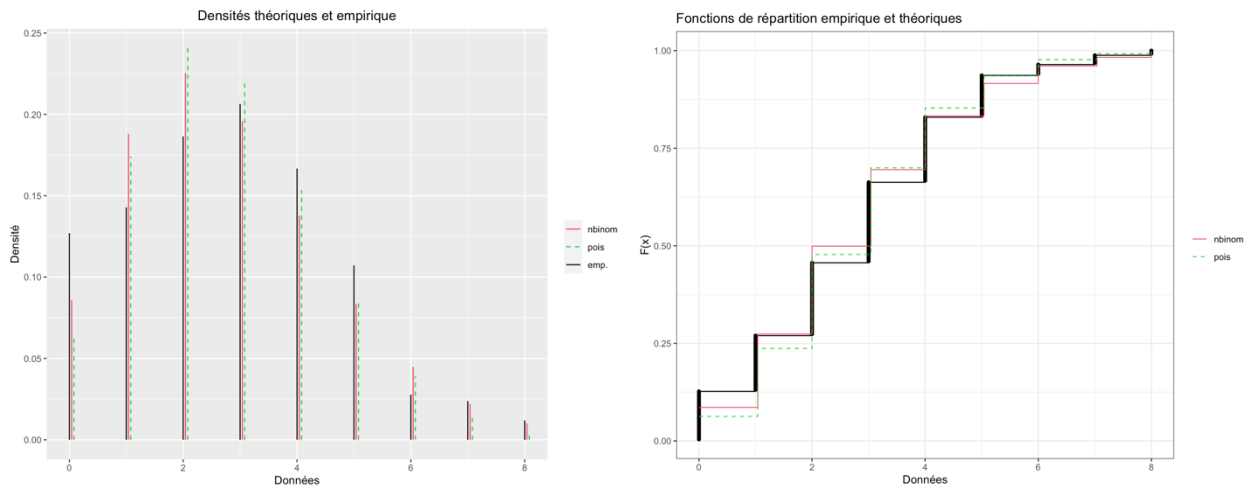 Densités théoriques et empirique
0.25
0.20
0.15
0.10
0.05
0.00
Densité
0
2
4
6
8
Données
nbinom
pois
emp.
Fonctions de répartition empirique et théoriques
1.00
0.75
0.50
0.25
0.00
F(x)
0
2
4
6
8
Données
nbinom
pois